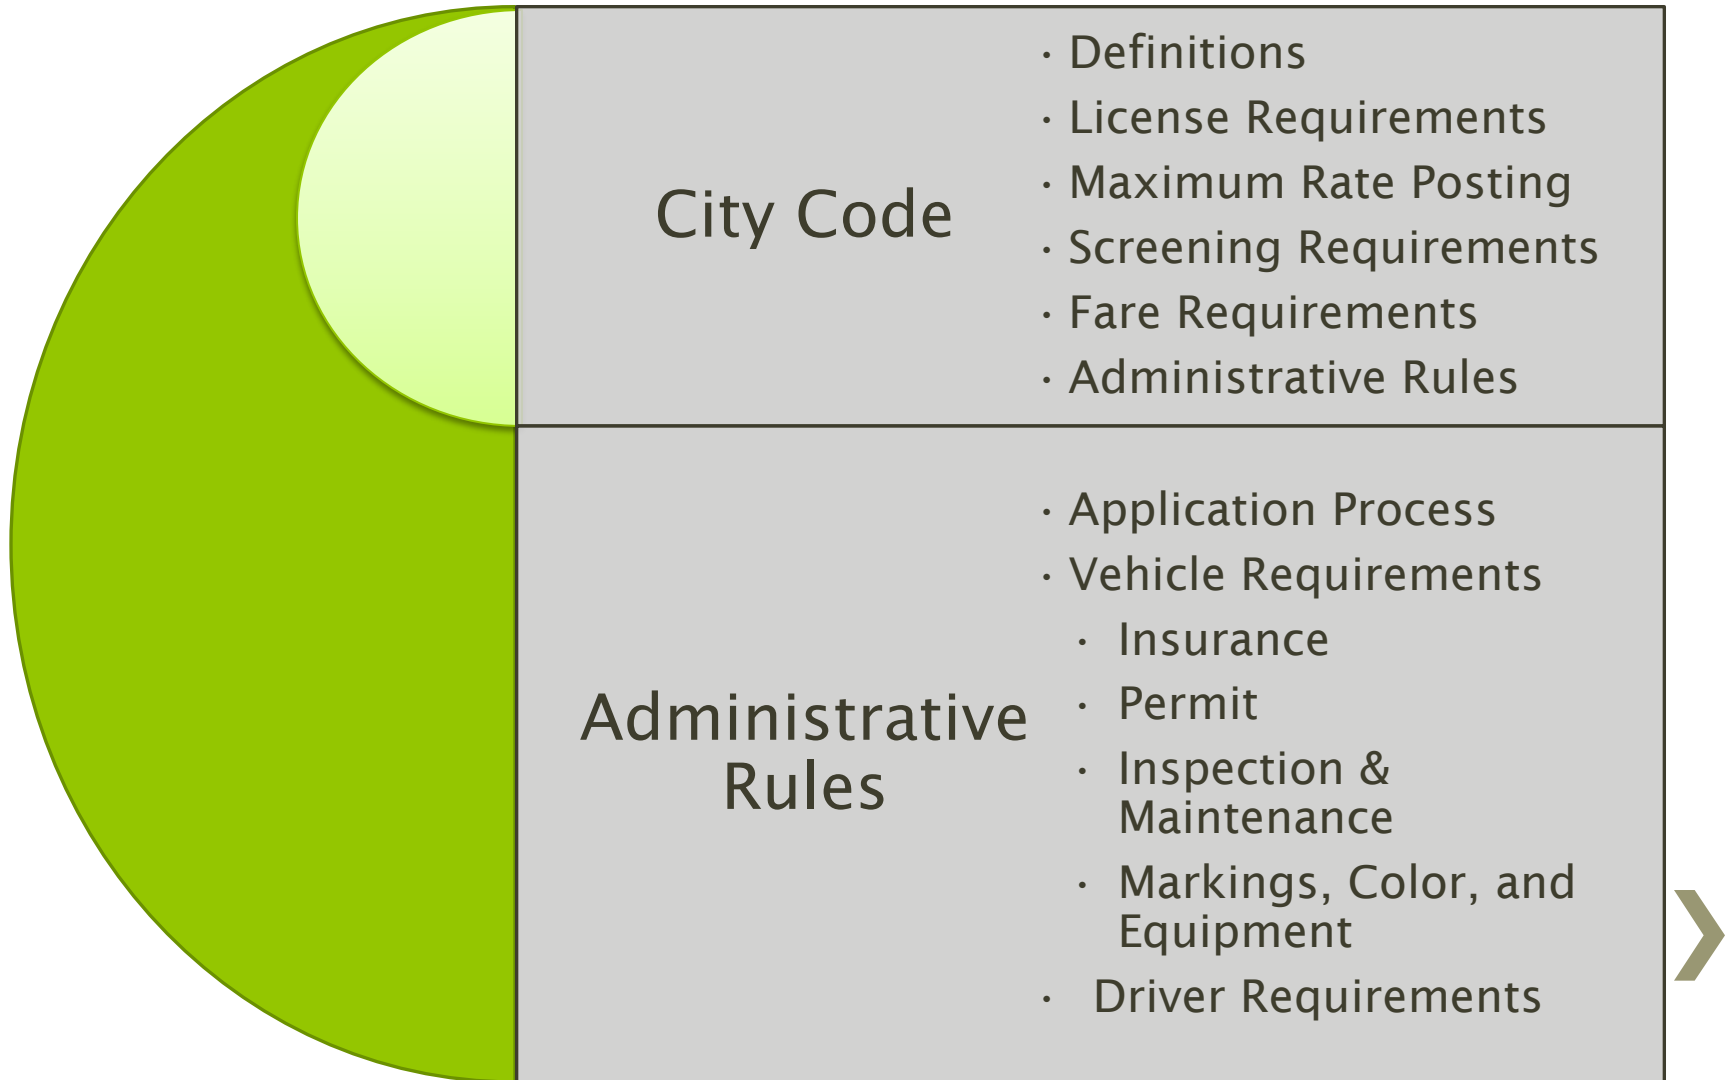 City Code
· Definitions
· License Requirements
· Maximum Rate Posting
· Screening Requirements
· Fare Requirements
· Administrative Rules
Administrative
Rules
· Application Process
· Vehicle Requirements
· Insurance
· Permit
· Inspection &
Maintenance
· Markings, Color, and
Equipment
· Driver Requirements